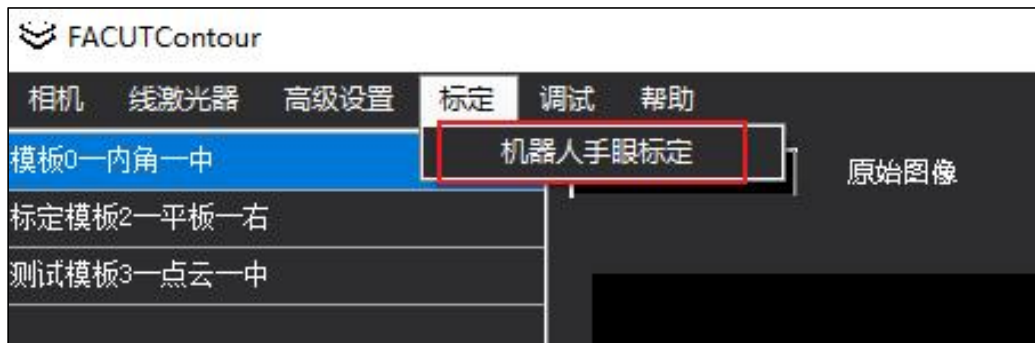 FACUTContour
相机 线激光器 高级设置 标定 调试 帮助
机器人手眼标定
模板0一内角一中
原始图像
标定模板2一平板一右
测试模板3一点云一中